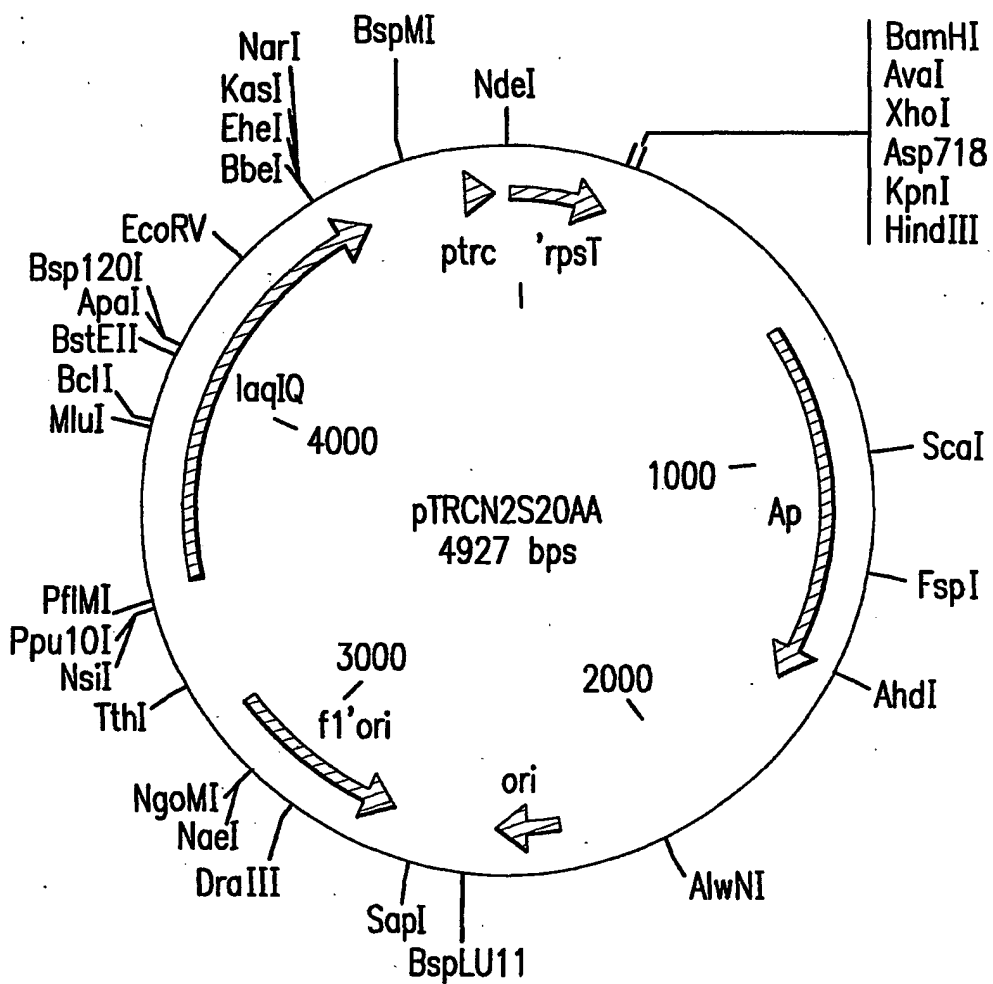 BspMI
NarI
KasI
EheI
BbeI
NdeI
BamHI
AvaI
XhoI
Asp718
KpnI
HindIII
EcoRV
Bsp120I
ApaI
BstEII
BclI
MluI
ptrc
'rpsT
laqIQ
4000
1000
ScaI
Ap
pTRCN2S20AA
4927 bps
FspI
PflMI
Ppu10I
NsiI
TthI
3000
f1'ori
2000
AhdI
NgoMI
NaeI
DraIII
ori
SapI
BspLU11
AlwNI